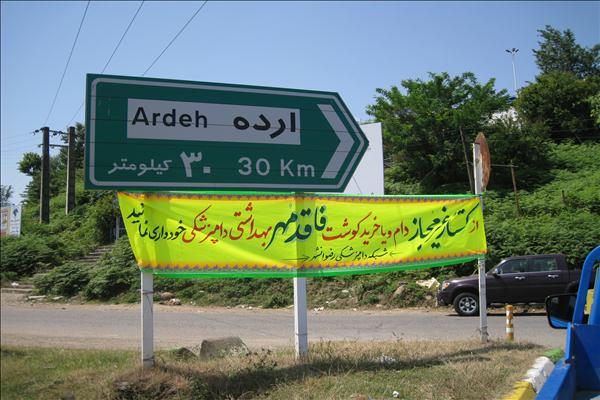 Ardeh ارده
۳۰ کیلومتر 30 Km
از کشتار غیرمجاز دام و یا خرید گوشت فاقد مهر بهداشتی دامپزشکی خودداری نمائید
شبکه دامپزشکی رضوانشهر